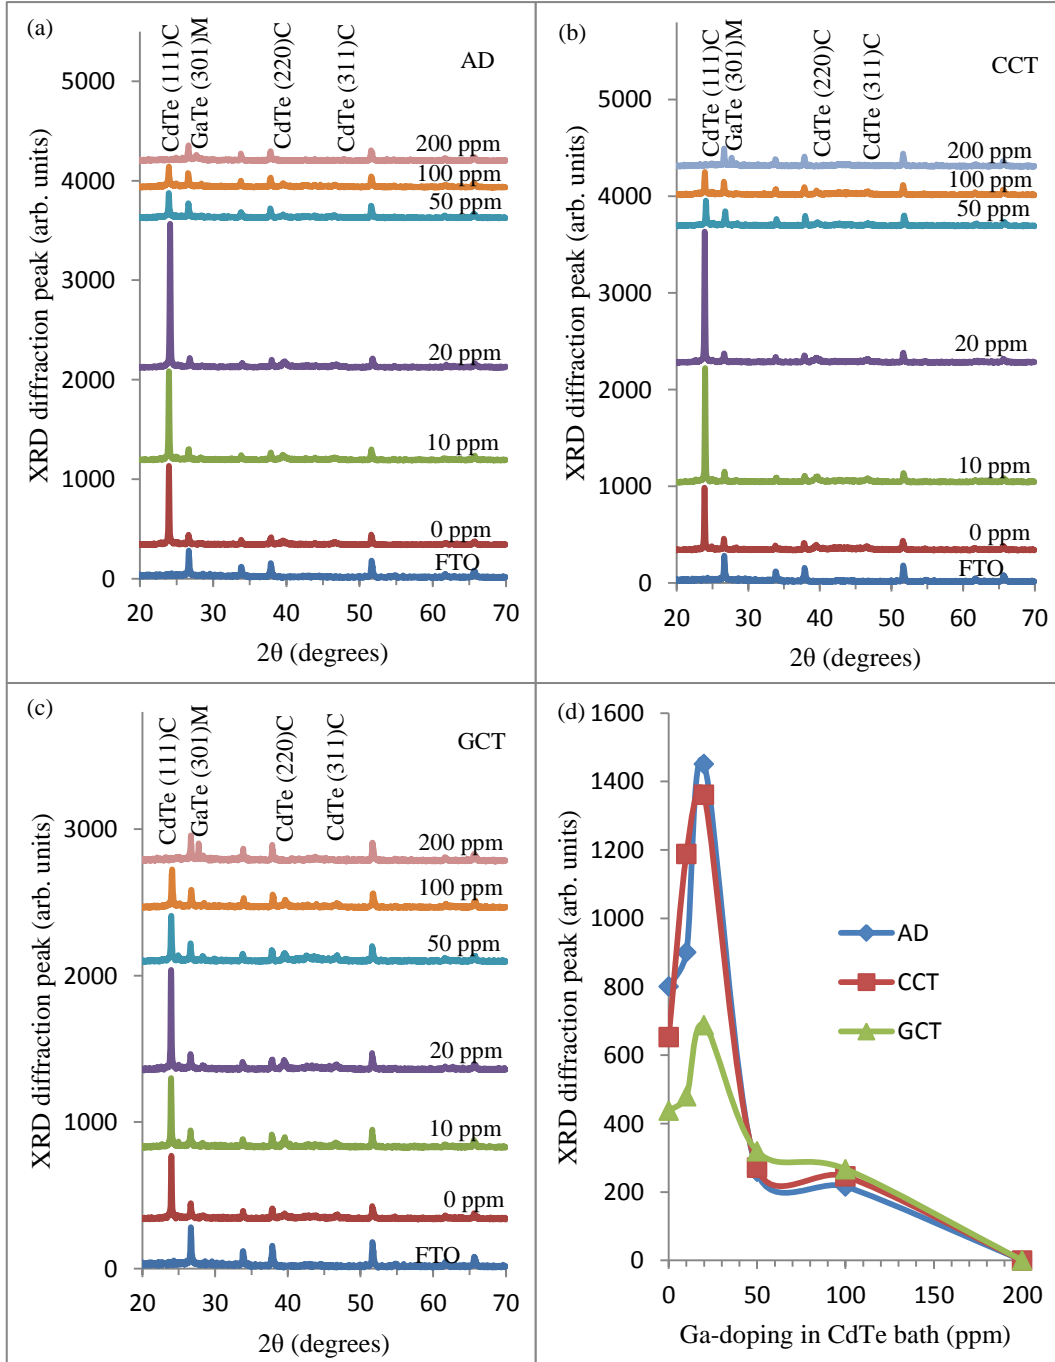 (a)
AD
CdTe (111)C
GaTe (301)M
CdTe (220)C
CdTe (311)C
XRD diffraction peak (arb. units)
5000
4000
3000
2000
1000
0
200 ppm
100 ppm
50 ppm
20 ppm
10 ppm
0 ppm
FTO
20 30 40 50 60 70
2θ (degrees)
(b)
CCT
CdTe (111)C
GaTe (301)M
CdTe (220)C
CdTe (311)C
XRD diffraction peak (arb. units)
5000
4000
3000
2000
1000
0
200 ppm
100 ppm
50 ppm
20 ppm
10 ppm
0 ppm
FTO
20 30 40 50 60 70
2θ (degrees)
(c)
GCT
CdTe (111)C
GaTe (301)M
CdTe (220)C
CdTe (311)C
XRD diffraction peak (arb. units)
3000
2000
1000
0
200 ppm
100 ppm
50 ppm
20 ppm
10 ppm
0 ppm
FTO
20 30 40 50 60 70
2θ (degrees)
(d)
XRD diffraction peak (arb. units)
1600
1400
1200
1000
800
600
400
200
0
AD
CCT
GCT
0 50 100 150 200
Ga-doping in CdTe bath (ppm)